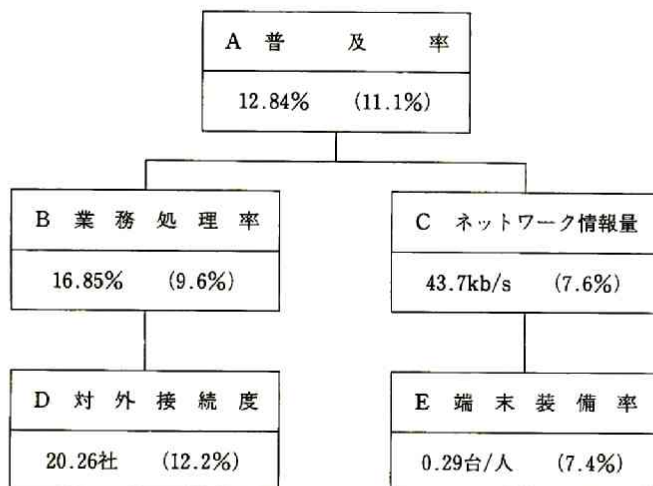 A 普及率
12.84% (11.1%)
B 業務処理率
16.85% (9.6%)
C ネットワーク情報量
43.7kb/s (7.6%)
D 対外接続度
20.26社 (12.2%)
E 端末装備率
0.29台/人 (7.4%)